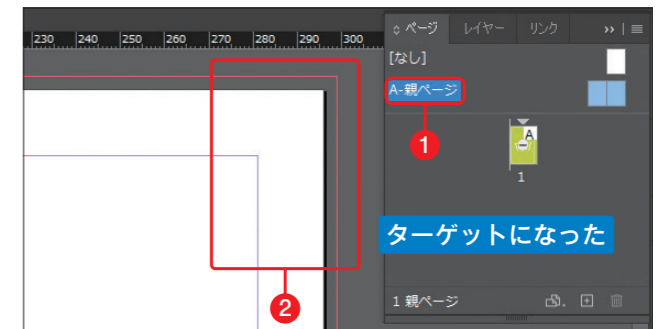 230 240 250 260 270 280 290 300
ページ レイヤー リンク
[なし]
A-親ページ
1
A
1
ターゲットになった
2
1 親ページ